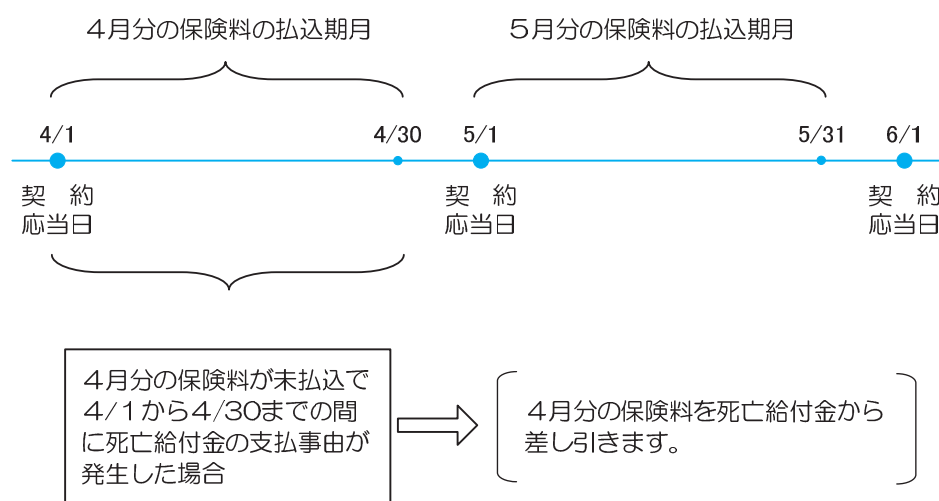 4月分の保険料の払込期月
5月分の保険料の払込期月
4/1
4/30
5/1
5/31
6/1
契 約
応当日
契 約
応当日
契 約
応当日
4月分の保険料が未払込で
4/1から4/30までの間
に死亡給付金の支払事由が
発生した場合
4月分の保険料を死亡給付金から
差し引きます。